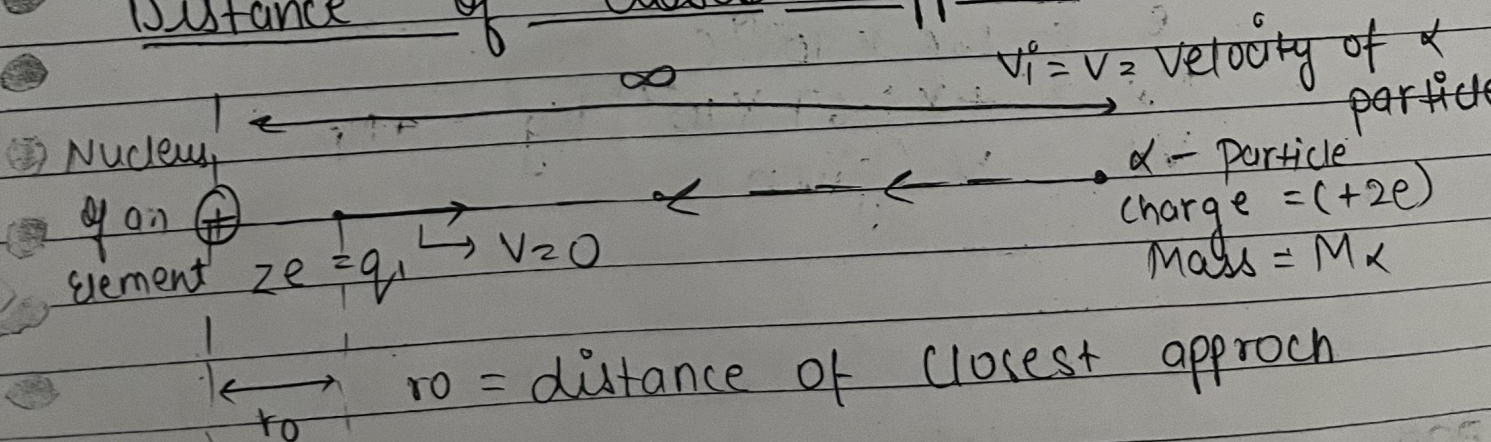 Distance of
∞
Vi = V = Velocity of α
particle
Nucleus
of an
element
⊕
ze = q1
↳ V=0
α - Particle
charge = (+2e)
Mass = Mα
r0 = distance of Closest approch
r0